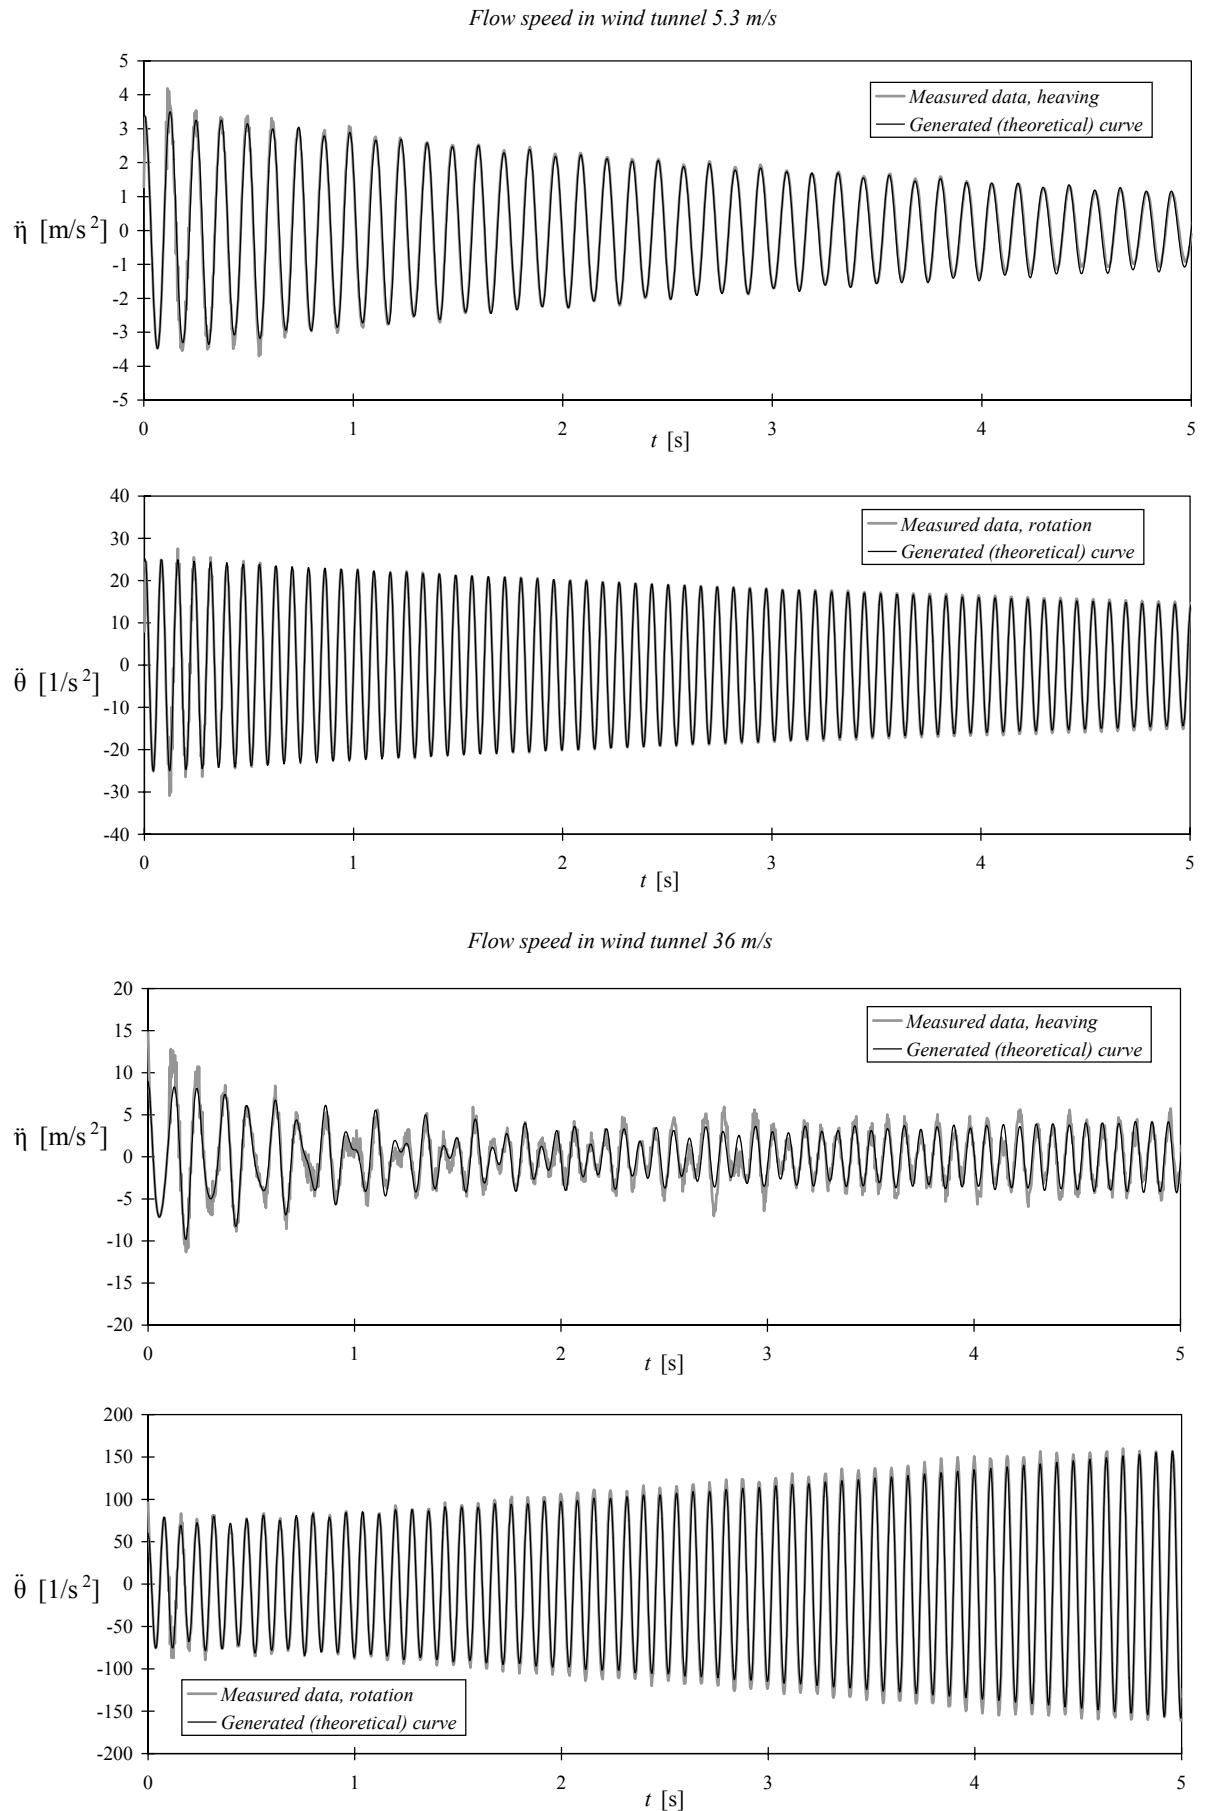 Flow speed in wind tunnel 5.3 m/s
5
4
3
2
1
0
-1
-2
-3
-4
-5
η̈ [m/s²]
Measured data, heaving
Generated (theoretical) curve
0 1 2 3 4 5
t [s]
40
30
20
10
0
-10
-20
-30
-40
θ̈ [1/s²]
Measured data, rotation
Generated (theoretical) curve
0 1 2 3 4 5
t [s]
Flow speed in wind tunnel 36 m/s
20
15
10
5
0
-5
-10
-15
-20
η̈ [m/s²]
Measured data, heaving
Generated (theoretical) curve
0 1 2 3 4 5
t [s]
200
150
100
50
0
-50
-100
-150
-200
θ̈ [1/s²]
Measured data, rotation
Generated (theoretical) curve
0 1 2 3 4 5
t [s]